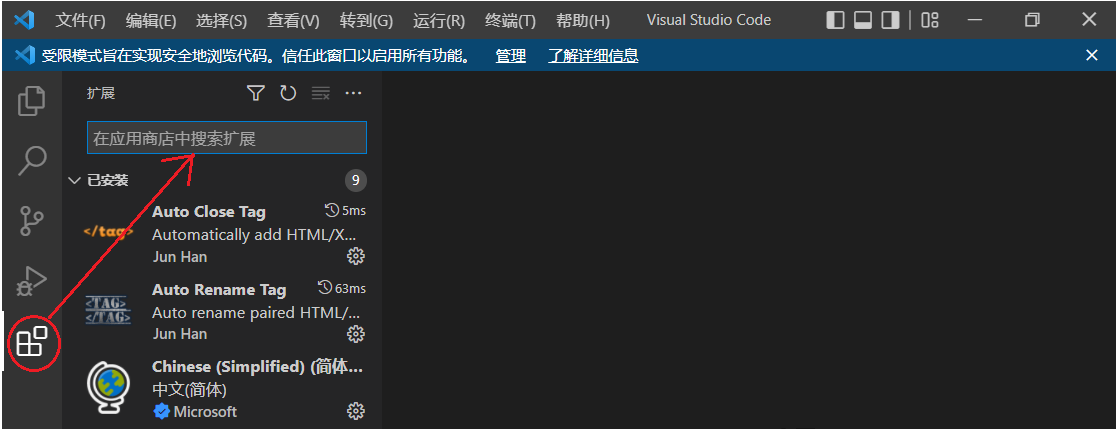 文件(F) 编辑(E) 选择(S) 查看(V) 转到(G) 运行(R) 终端(T) 帮助(H) Visual Studio Code
受限模式旨在实现安全地浏览代码。信任此窗口以启用所有功能。 管理 了解详细信息
扩展
在应用商店中搜索扩展
已安装 9
Auto Close Tag 5ms
</tag>
Automatically add HTML/X...
Jun Han
Auto Rename Tag 63ms
<TAG>
</TAG>
Auto rename paired HTML/...
Jun Han
Chinese (Simplified) (简体...
中文(简体)
Microsoft